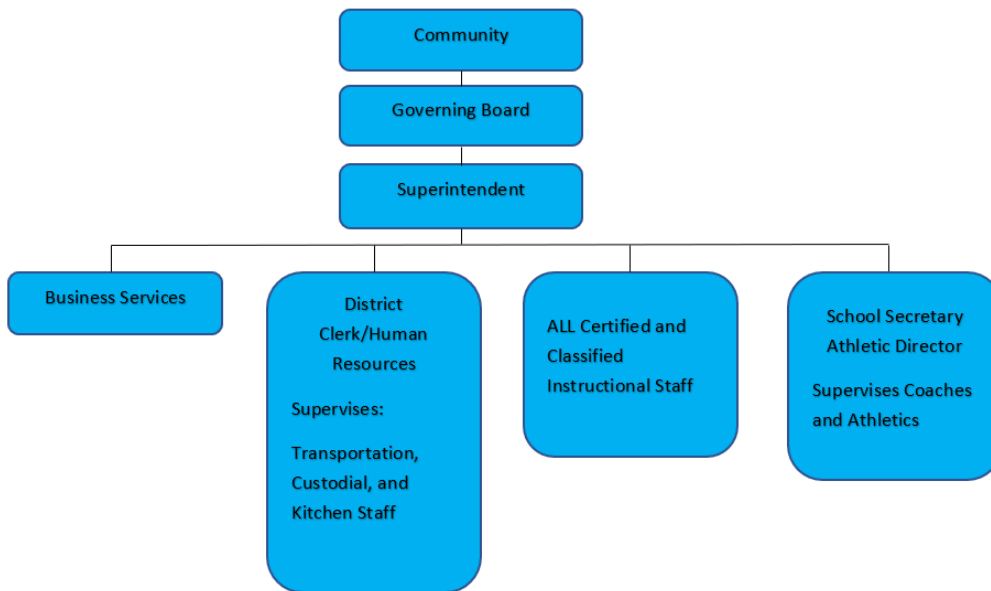 Community
Governing Board
Superintendent
Business Services
District
Clerk/Human
Resources
Supervises:
Transportation,
Custodial, and
Kitchen Staff
ALL Certified and
Classified
Instructional Staff
School Secretary
Athletic Director
Supervises Coaches
and Athletics